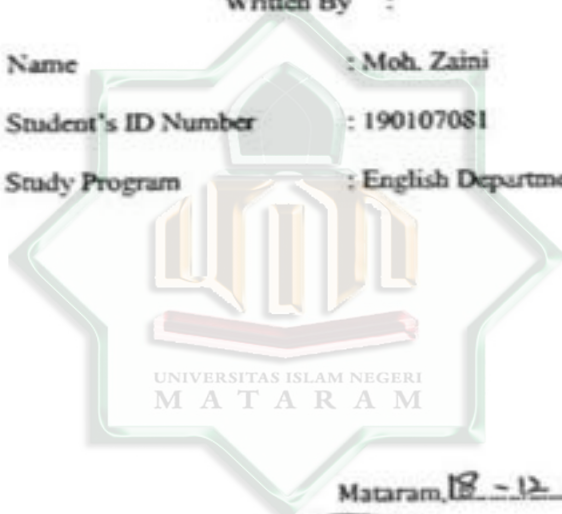 Written By :
Name : Moh. Zaini
Student's ID Number : 190107081
Study Program : English Departme
UNIVERSITAS ISLAM NEGERI
MATARAM
Mataram, 18 - 12